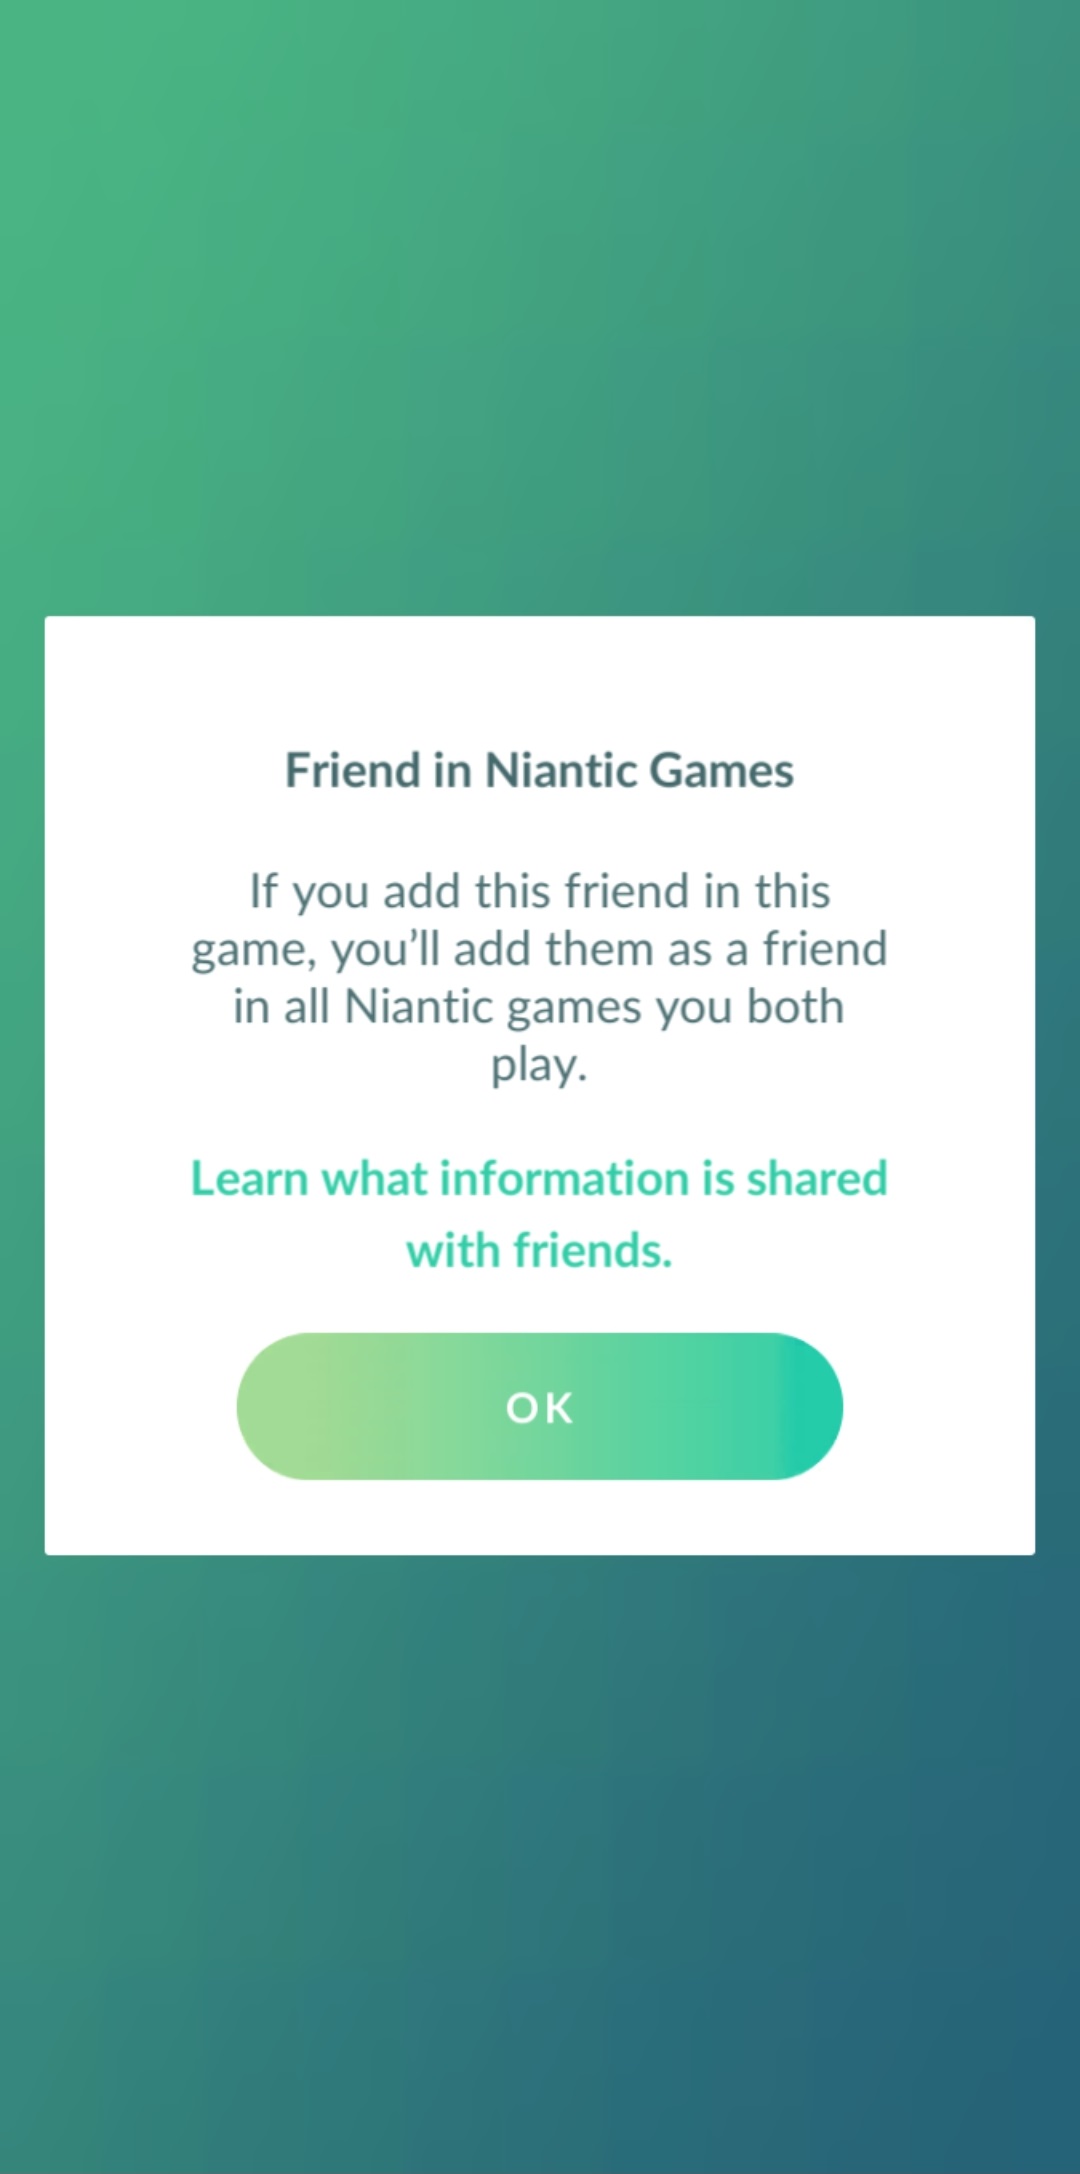 Friend in Niantic Games
If you add this friend in this
game, you’ll add them as a friend
in all Niantic games you both
play.
Learn what information is shared
with friends.
OK